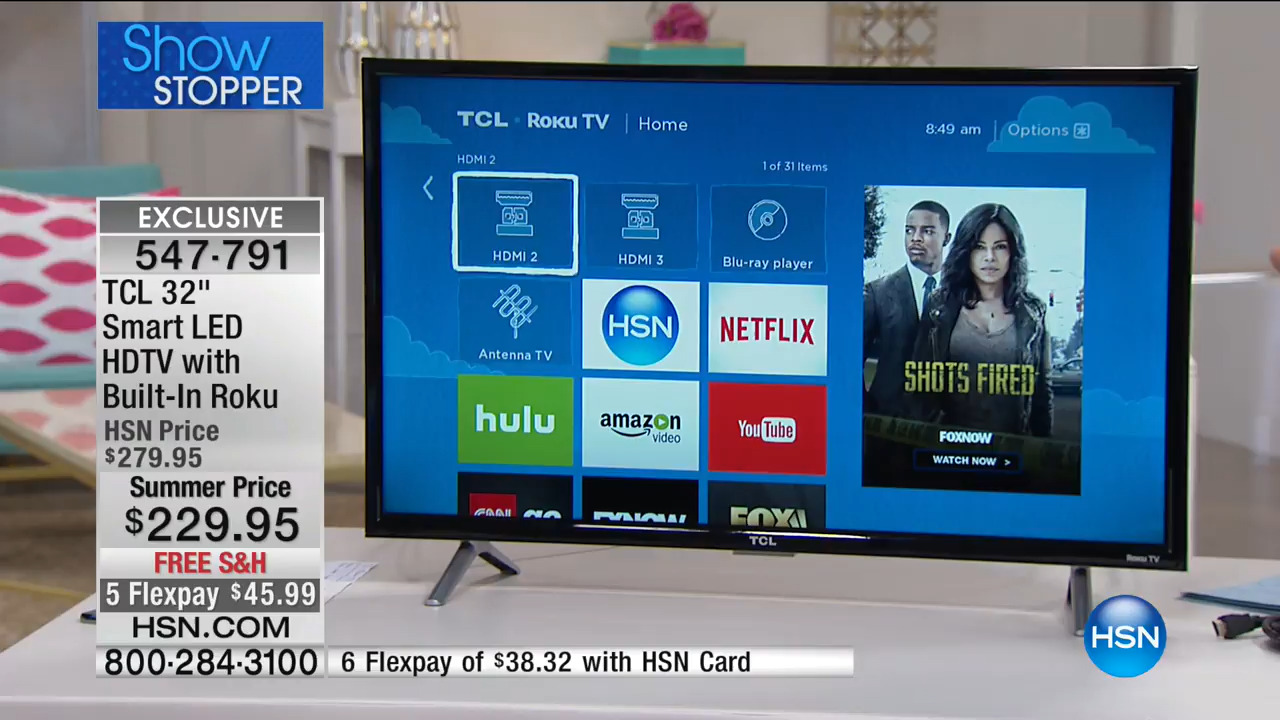 Show
STOPPER
EXCLUSIVE
547·791
TCL 32"
Smart LED
HDTV with
Built-In Roku
HSN Price
$279.95
Summer Price
$229.95
FREE S&H
5 Flexpay $45.99
HSN.COM
800·284·3100
6 Flexpay of $38.32 with HSN Card
TCL · Roku TV | Home
8:49 am | Options
HDMI 2
1 of 31 Items
HDMI 2
HDMI 3
Blu-ray player
Antenna TV
HSN
NETFLIX
hulu
amazon
video
YouTube
CNN go
FXNOW
FOX
SHOTS FIRED
FOXNOW
WATCH NOW >
TCL
Roku TV
HSN